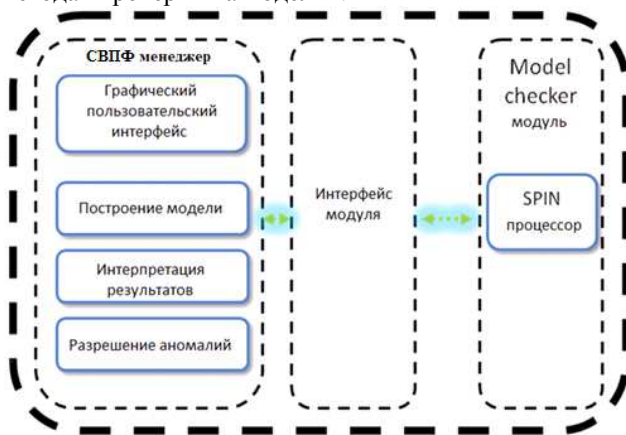 СВПФ менеджер
Графический
пользовательский
интерфейс
Построение модели
Интерпретация
результатов
Разрешение аномалий
Интерфейс
модуля
Model
checker
модуль
SPIN
процессор